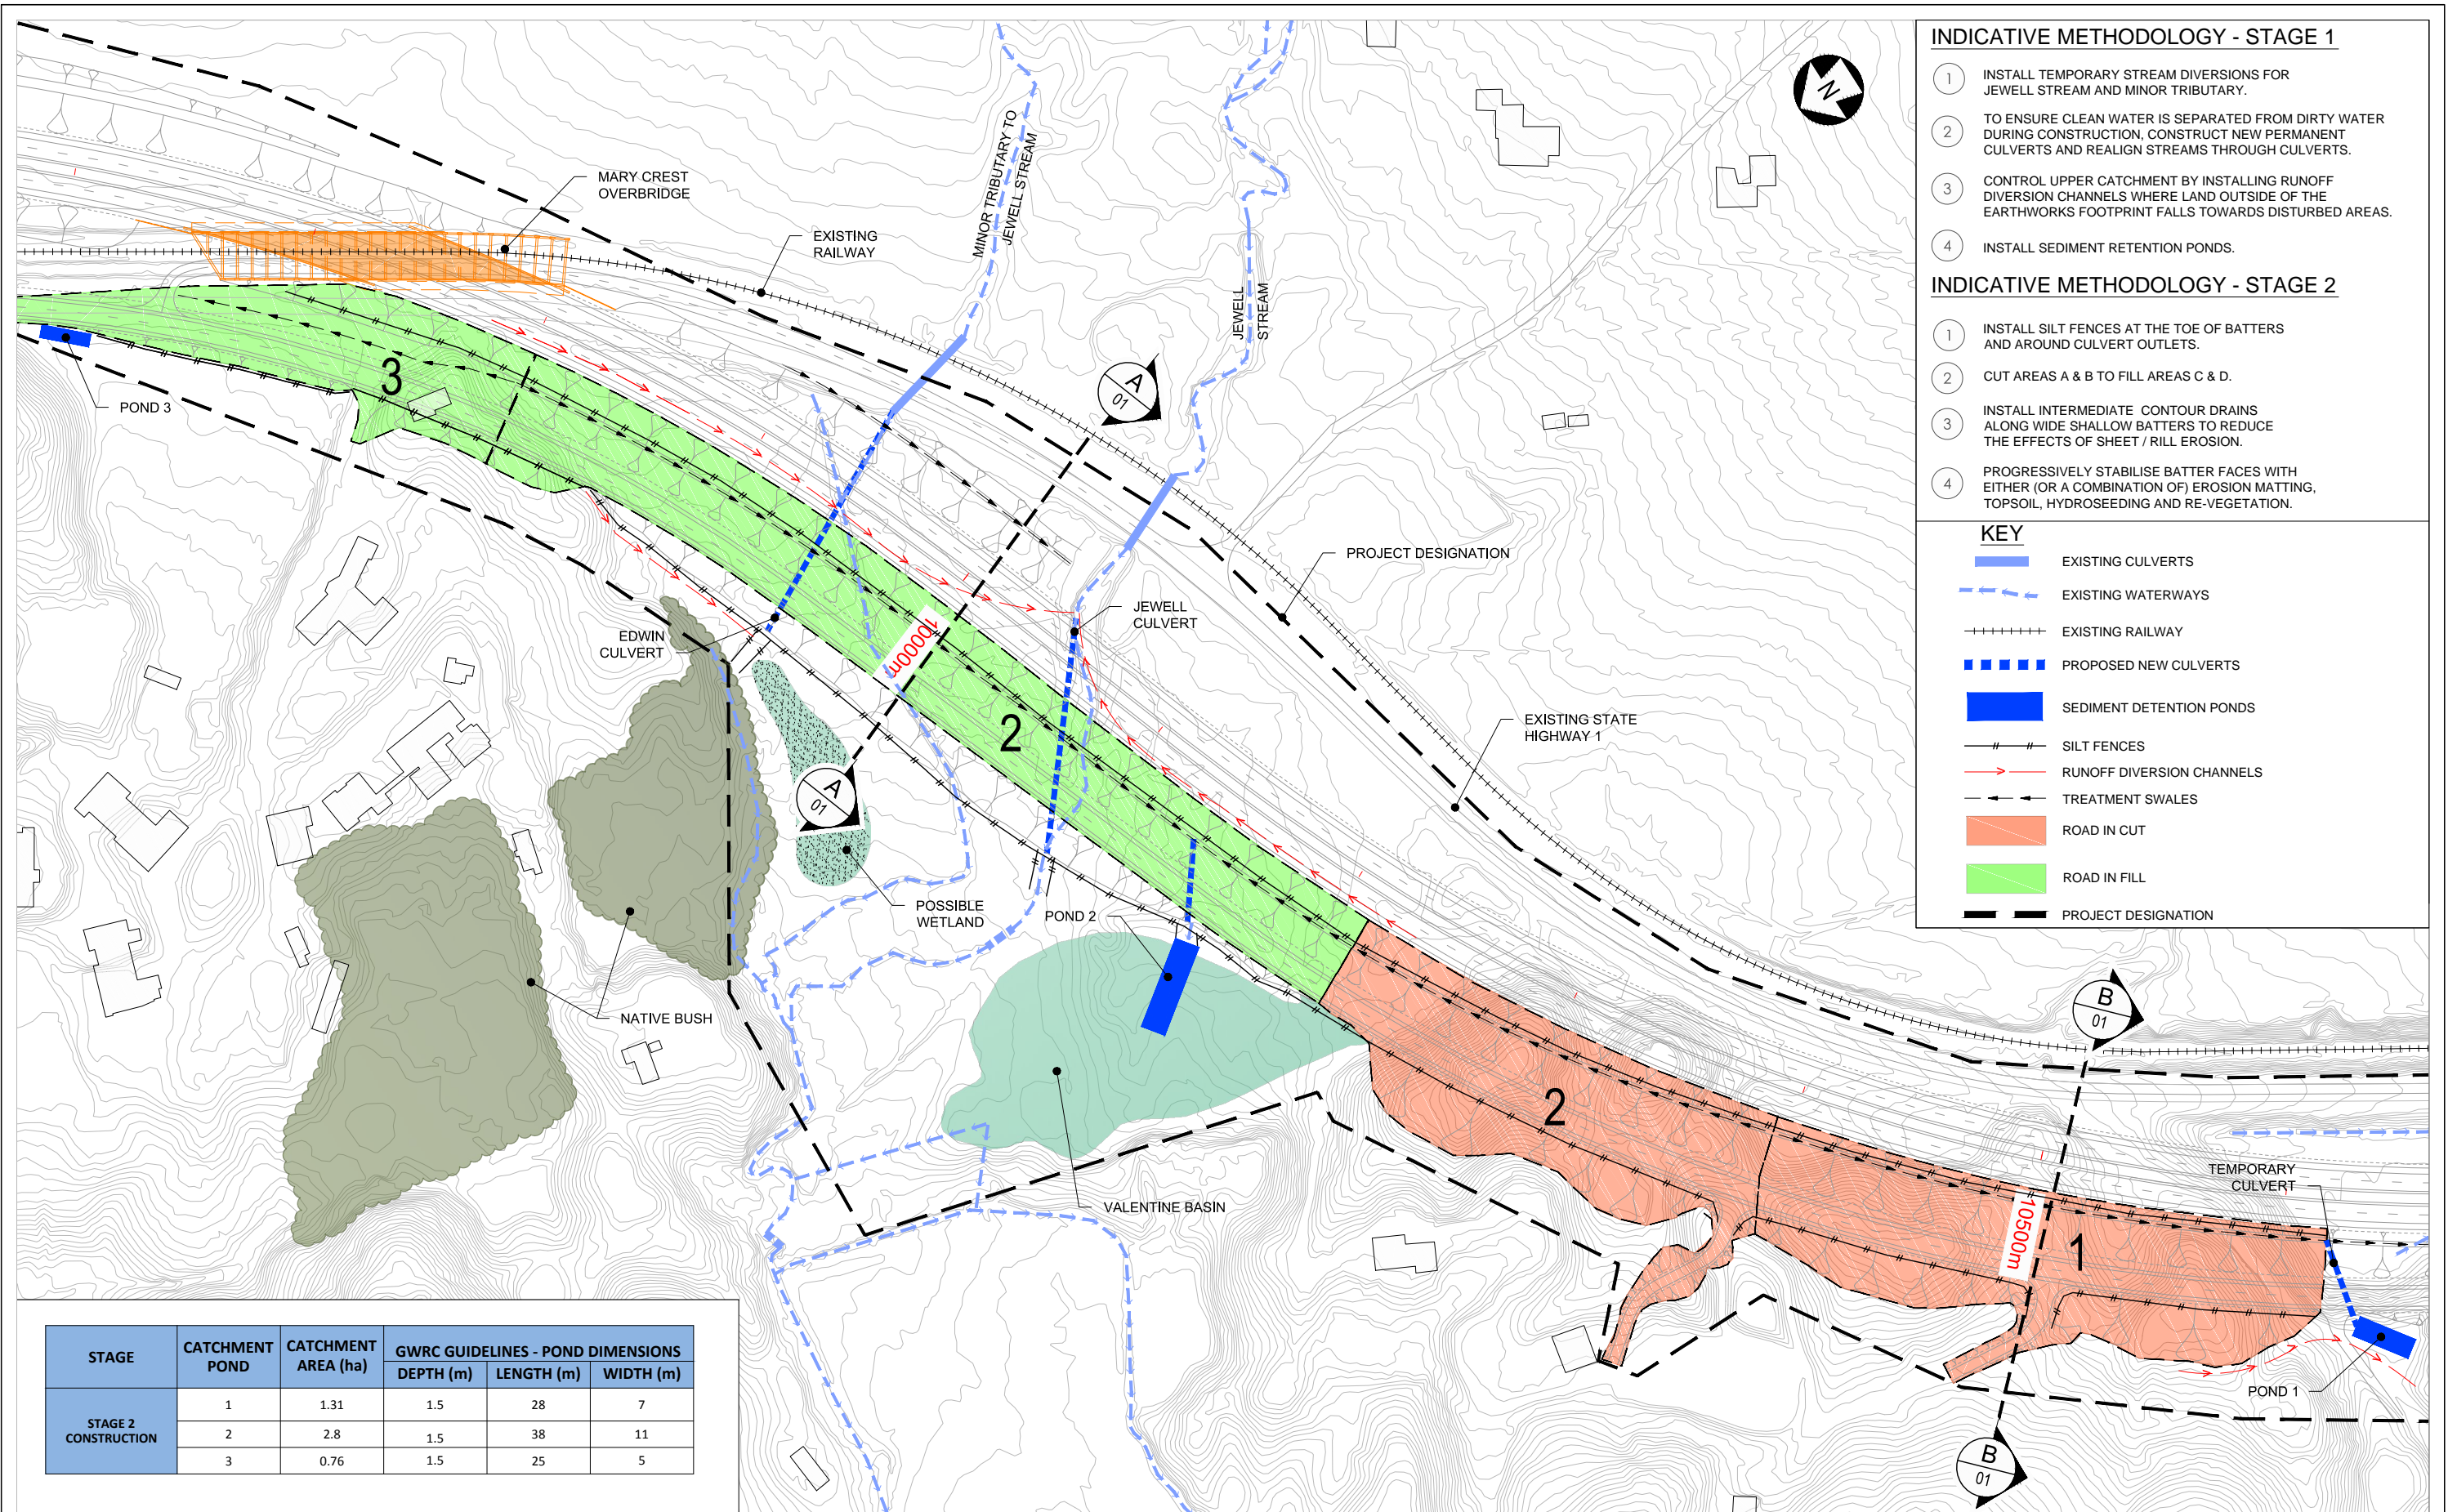 INDICATIVE METHODOLOGY - STAGE 1
1 INSTALL TEMPORARY STREAM DIVERSIONS FOR
JEWELL STREAM AND MINOR TRIBUTARY.
2 TO ENSURE CLEAN WATER IS SEPARATED FROM DIRTY WATER
DURING CONSTRUCTION, CONSTRUCT NEW PERMANENT
CULVERTS AND REALIGN STREAMS THROUGH CULVERTS.
3 CONTROL UPPER CATCHMENT BY INSTALLING RUNOFF
DIVERSION CHANNELS WHERE LAND OUTSIDE OF THE
EARTHWORKS FOOTPRINT FALLS TOWARDS DISTURBED AREAS.
4 INSTALL SEDIMENT RETENTION PONDS.
INDICATIVE METHODOLOGY - STAGE 2
1 INSTALL SILT FENCES AT THE TOE OF BATTERS
AND AROUND CULVERT OUTLETS.
2 CUT AREAS A & B TO FILL AREAS C & D.
3 INSTALL INTERMEDIATE CONTOUR DRAINS
ALONG WIDE SHALLOW BATTERS TO REDUCE
THE EFFECTS OF SHEET / RILL EROSION.
4 PROGRESSIVELY STABILISE BATTER FACES WITH
EITHER (OR A COMBINATION OF) EROSION MATTING,
TOPSOIL, HYDROSEEDING AND RE-VEGETATION.
KEY
EXISTING CULVERTS
EXISTING WATERWAYS
EXISTING RAILWAY
PROPOSED NEW CULVERTS
SEDIMENT DETENTION PONDS
SILT FENCES
RUNOFF DIVERSION CHANNELS
TREATMENT SWALES
ROAD IN CUT
ROAD IN FILL
PROJECT DESIGNATION
N
MARY CREST
OVERBRIDGE
EXISTING
RAILWAY
MINOR TRIBUTARY TO
JEWELL STREAM
JEWELL
STREAM
A
01
3
POND 3
PROJECT DESIGNATION
JEWELL
CULVERT
EDWIN
CULVERT
10000m
2
EXISTING STATE
HIGHWAY 1
A
01
POSSIBLE
WETLAND
POND 2
NATIVE BUSH
B
01
2
VALENTINE BASIN
TEMPORARY
CULVERT
10500m
1
POND 1
B
01
STAGE CATCHMENT POND CATCHMENT AREA (ha) GWRC GUIDELINES - POND DIMENSIONS
DEPTH (m) LENGTH (m) WIDTH (m)
STAGE 2 CONSTRUCTION
1 1.31 1.5 28 7
2 2.8 1.5 38 11
3 0.76 1.5 25 5